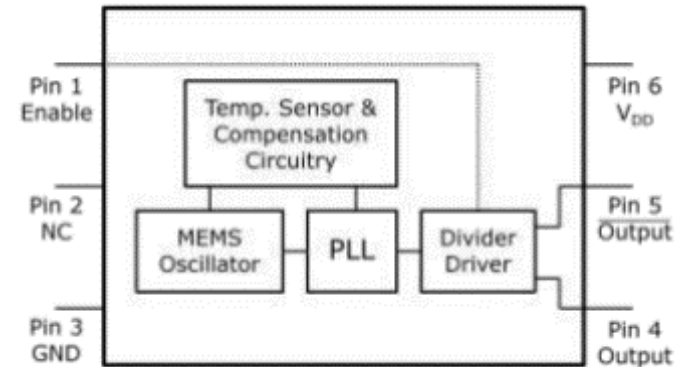 Pin 1
Enable
Temp. Sensor &
Compensation
Circuitry
Pin 6
VDD
Pin 2
NC
MEMS
Oscillator
PLL
Divider
Driver
Pin 5
Output
Pin 3
GND
Pin 4
Output